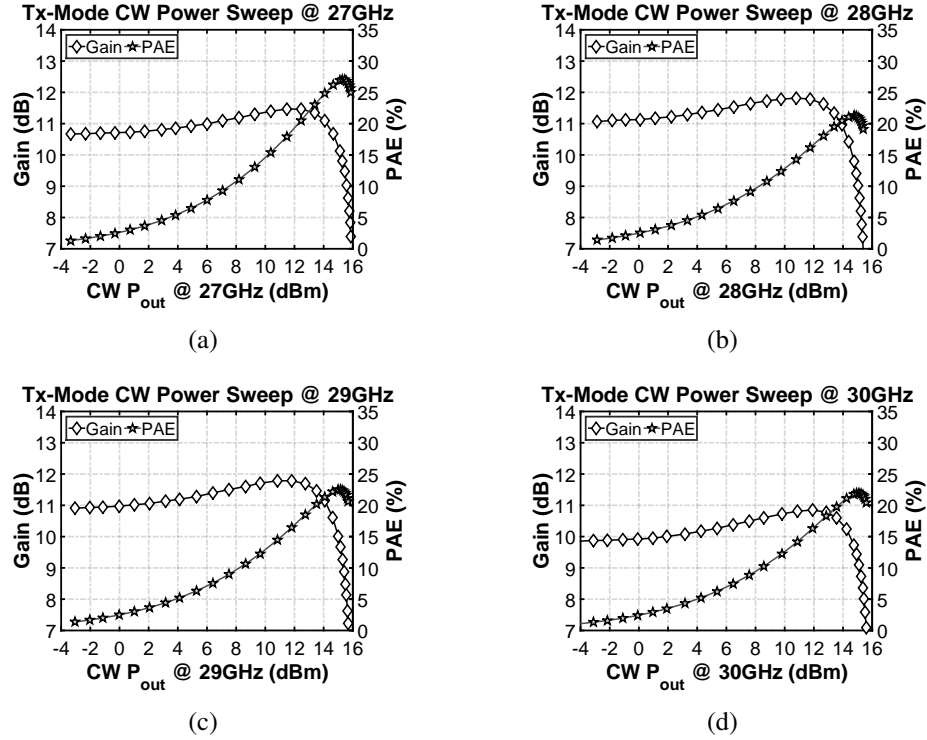 Tx-Mode CW Power Sweep @ 27GHz
Gain PAE
14
13
12
11
10
9
8
7
Gain (dB)
35
30
25
20
15
10
5
0
PAE (%)
-4 -2 0 2 4 6 8 10 12 14 16
CW Pout @ 27GHz (dBm)
(a)
Tx-Mode CW Power Sweep @ 28GHz
Gain PAE
14
13
12
11
10
9
8
7
Gain (dB)
35
30
25
20
15
10
5
0
PAE (%)
-4 -2 0 2 4 6 8 10 12 14 16
CW Pout @ 28GHz (dBm)
(b)
Tx-Mode CW Power Sweep @ 29GHz
Gain PAE
14
13
12
11
10
9
8
7
Gain (dB)
35
30
25
20
15
10
5
0
PAE (%)
-4 -2 0 2 4 6 8 10 12 14 16
CW Pout @ 29GHz (dBm)
(c)
Tx-Mode CW Power Sweep @ 30GHz
Gain PAE
14
13
12
11
10
9
8
7
Gain (dB)
35
30
25
20
15
10
5
0
PAE (%)
-4 -2 0 2 4 6 8 10 12 14 16
CW Pout @ 30GHz (dBm)
(d)